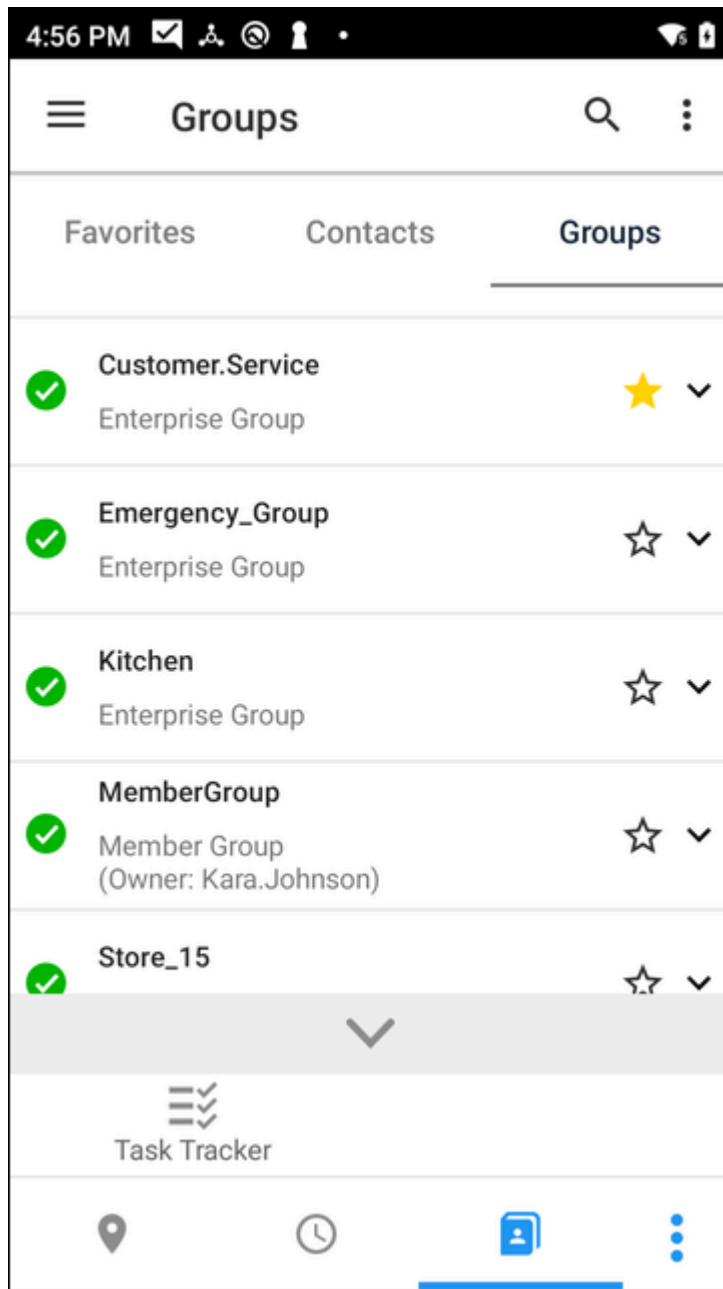 4:56 PM
Groups
Favorites Contacts Groups
Customer.Service
Enterprise Group
Emergency_Group
Enterprise Group
Kitchen
Enterprise Group
MemberGroup
Member Group
(Owner: Kara.Johnson)
Store_15
Task Tracker